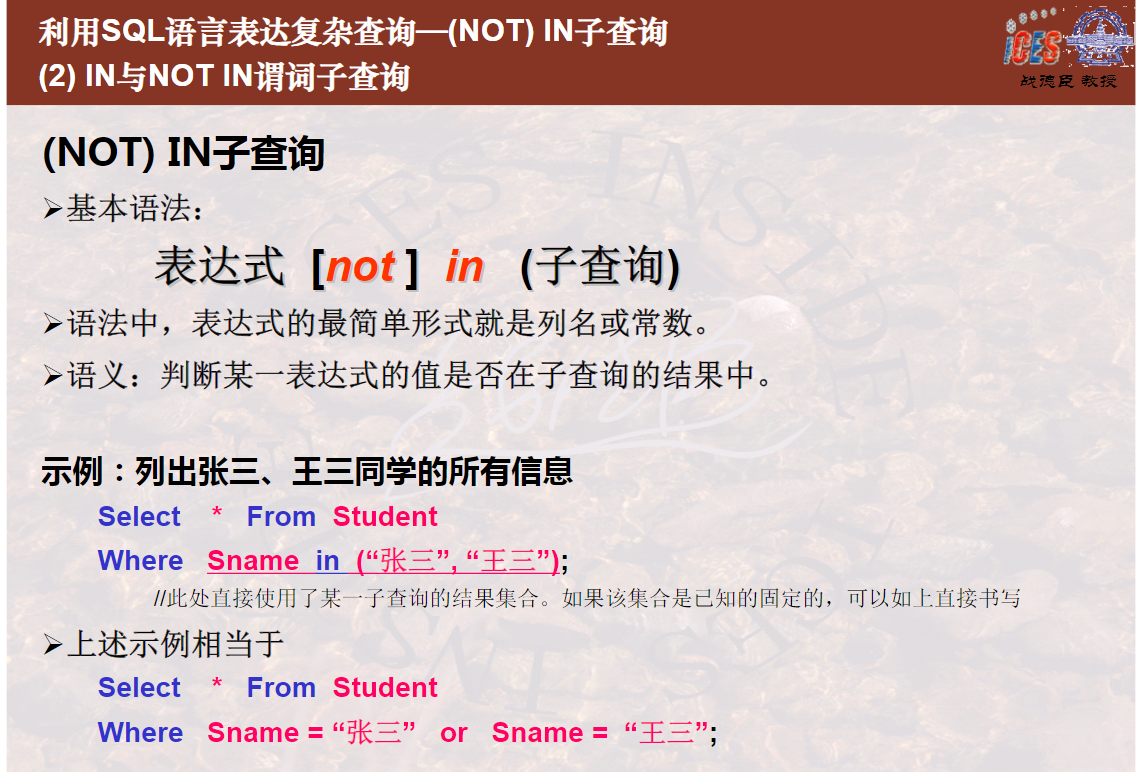 利用SQL语言表达复杂查询—(NOT) IN子查询
(2) IN与NOT IN谓词子查询
iCES
战德臣 教授
(NOT) IN子查询
➢基本语法：
表达式 [not ] in (子查询)
➢语法中，表达式的最简单形式就是列名或常数。
➢语义：判断某一表达式的值是否在子查询的结果中。
示例：列出张三、王三同学的所有信息
Select * From Student
Where Sname in (“张三”, “王三”);
//此处直接使用了某一子查询的结果集合。如果该集合是已知的固定的，可以如上直接书写
➢上述示例相当于
Select * From Student
Where Sname = “张三” or Sname = “王三”;